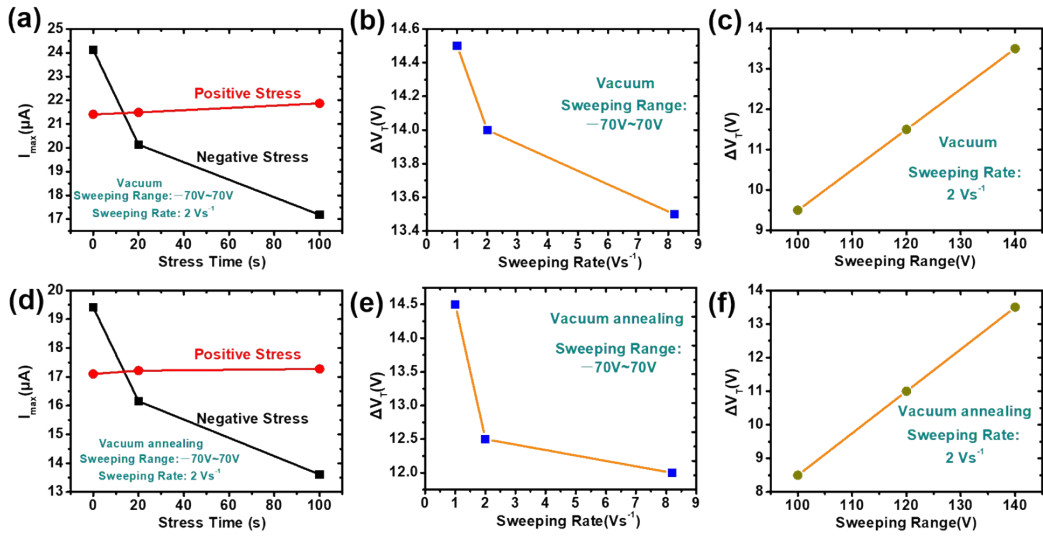 (a)
25
24
23
22
21
20
19
18
17
I_max(μA)
Positive Stress
Negative Stress
Vacuum
Sweeping Range:−70V~70V
Sweeping Rate: 2 Vs⁻¹
0 20 40 60 80 100
Stress Time (s)
(b)
14.6
14.4
14.2
14.0
13.8
13.6
13.4
ΔV_T(V)
Vacuum
Sweeping Range:
−70V~70V
0 1 2 3 4 5 6 7 8 9
Sweeping Rate(Vs⁻¹)
(c)
14
13
12
11
10
9
ΔV_T(V)
Vacuum
Sweeping Rate:
2 Vs⁻¹
100 110 120 130 140
Sweeping Range(V)
(d)
20
19
18
17
16
15
14
13
I_max(μA)
Positive Stress
Negative Stress
Vacuum annealing
Sweeping Range:−70V~70V
Sweeping Rate: 2 Vs⁻¹
0 20 40 60 80 100
Stress Time (s)
(e)
14.5
14.0
13.5
13.0
12.5
12.0
ΔV_T(V)
Vacuum annealing
Sweeping Range:
−70V~70V
0 1 2 3 4 5 6 7 8 9
Sweeping Rate(Vs⁻¹)
(f)
14
13
12
11
10
9
8
ΔV_T(V)
Vacuum annealing
Sweeping Rate:
2 Vs⁻¹
100 110 120 130 140
Sweeping Range(V)